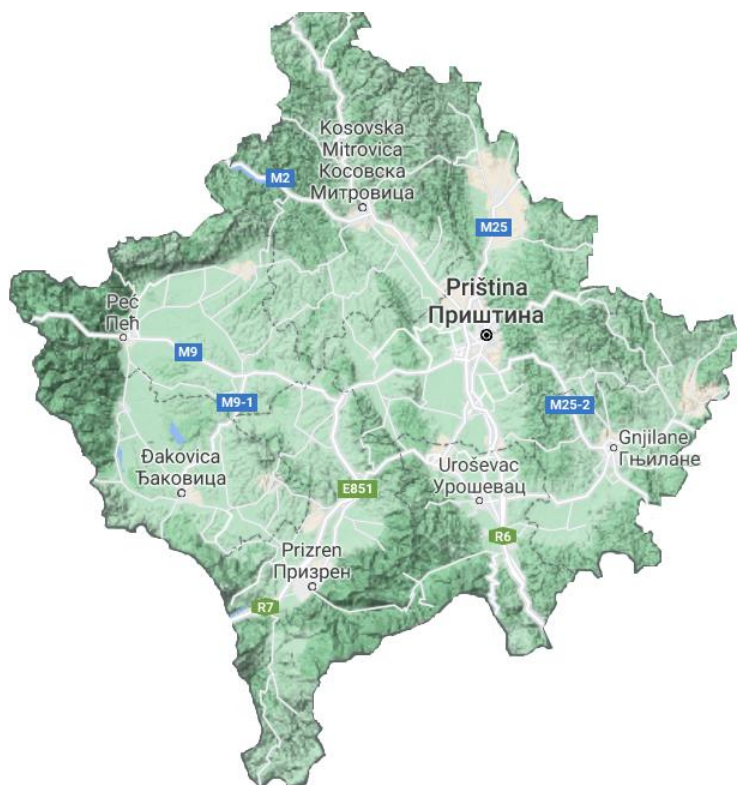 Kosovska
Mitrovica
Косовска
Митровица
M2
M25
Priština
Приштина
Peć
Пећ
M9
M9-1
M25-2
Gnjilane
Гњилане
Đakovica
Ђаковица
Uroševac
Урошевац
E851
R6
Prizren
Призрен
R7